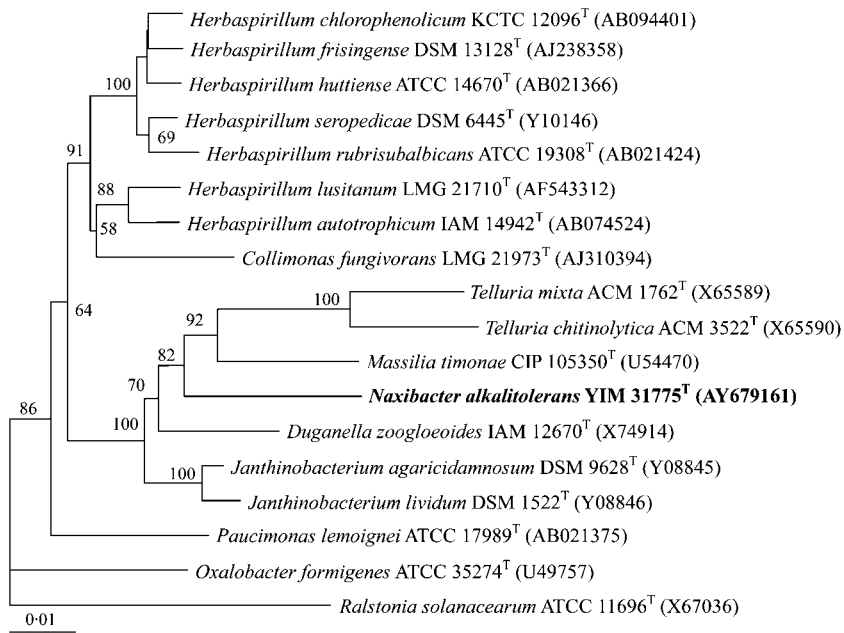 Herbaspirillum chlorophenolicum KCTC 12096T (AB094401)
Herbaspirillum frisingense DSM 13128T (AJ238358)
Herbaspirillum huttiense ATCC 14670T (AB021366)
100
Herbaspirillum seropedicae DSM 6445T (Y10146)
69
Herbaspirillum rubrisubalbicans ATCC 19308T (AB021424)
91
88
Herbaspirillum lusitanum LMG 21710T (AF543312)
Herbaspirillum autotrophicum IAM 14942T (AB074524)
58
Collimonas fungivorans LMG 21973T (AJ310394)
Telluria mixta ACM 1762T (X65589)
100
64
92
Telluria chitinolytica ACM 3522T (X65590)
82
Massilia timonae CIP 105350T (U54470)
70
Naxibacter alkalitolerans YIM 31775T (AY679161)
86
100
Duganella zoogloeoides IAM 12670T (X74914)
Janthinobacterium agaricidamnosum DSM 9628T (Y08845)
100
Janthinobacterium lividum DSM 1522T (Y08846)
Paucimonas lemoignei ATCC 17989T (AB021375)
Oxalobacter formigenes ATCC 35274T (U49757)
Ralstonia solanacearum ATCC 11696T (X67036)
0·01